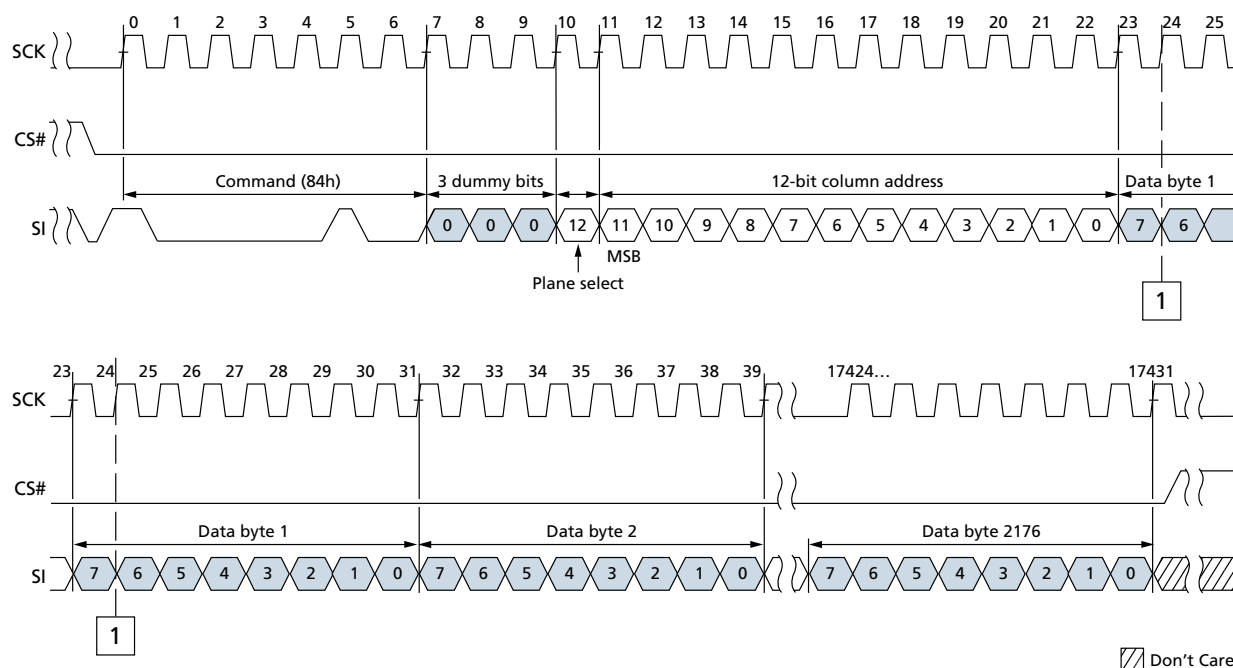 0 1 2 3 4 5 6 7 8 9 10 11 12 13 14 15 16 17 18 19 20 21 22 23 24 25
SCK
CS#
Command (84h) 3 dummy bits 12-bit column address Data byte 1
SI 0 0 0 12 11 10 9 8 7 6 5 4 3 2 1 0 7 6
MSB
Plane select
1
23 24 25 26 27 28 29 30 31 32 33 34 35 36 37 38 39 17424... 17431
SCK
CS#
Data byte 1 Data byte 2 Data byte 2176
SI 7 6 5 4 3 2 1 0 7 6 5 4 3 2 1 0 7 6 5 4 3 2 1 0
1
Don't Care